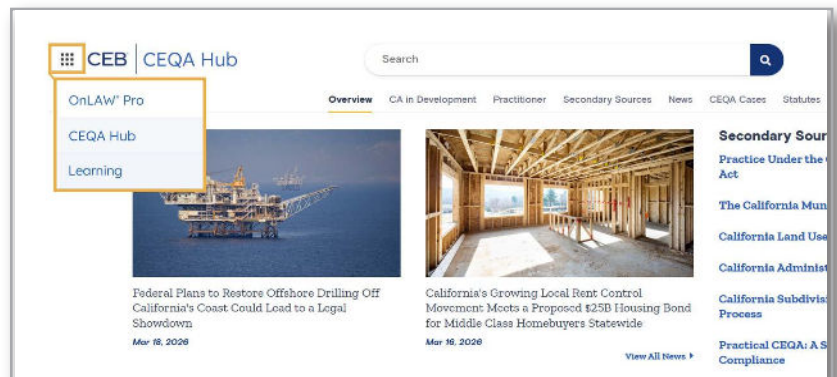 CEB CEQA Hub
Search
OnLAW® Pro
CEQA Hub
Learning
Overview CA in Development Practitioner Secondary Sources News CEQA Cases Statutes
Federal Plans to Restore Offshore Drilling Off
California's Coast Could Lead to a Legal
Showdown
Mar 18, 2026
California's Growing Local Rent Control
Movement Meets a Proposed $25B Housing Bond
for Middle Class Homebuyers Statewide
Mar 16, 2026
View All News
Secondary Sour
Practice Under the
Act
The California Mun
California Land Use
California Administ
California Subdivis
Process
Practical CEQA: A S
Compliance